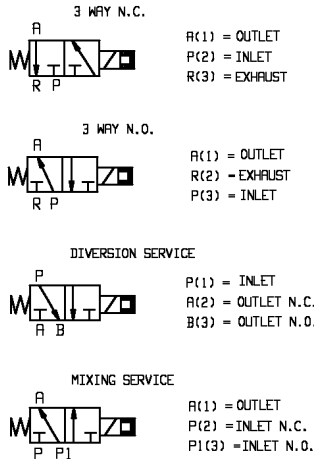 3 WAY N.C.
A
R P
A(1) = OUTLET
P(2) = INLET
R(3) = EXHAUST
3 WAY N.O.
A
R P
A(1) = OUTLET
R(2) = EXHAUST
P(3) = INLET
DIVERSION SERVICE
P
A B
P(1) = INLET
A(2) = OUTLET N.C.
B(3) = OUTLET N.O.
MIXING SERVICE
A
P P1
A(1) = OUTLET
P(2) = INLET N.C.
P1(3) = INLET N.O.